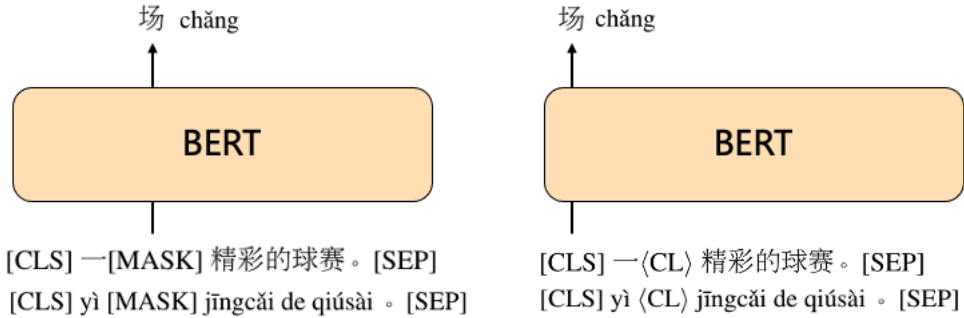 场 chǎng
BERT
[CLS] 一[MASK] 精彩的球赛。[SEP]
[CLS] yì [MASK] jīngcǎi de qiúsài 。[SEP]
场 chǎng
BERT
[CLS] 一⟨CL⟩ 精彩的球赛。[SEP]
[CLS] yì ⟨CL⟩ jīngcǎi de qiúsài 。[SEP]